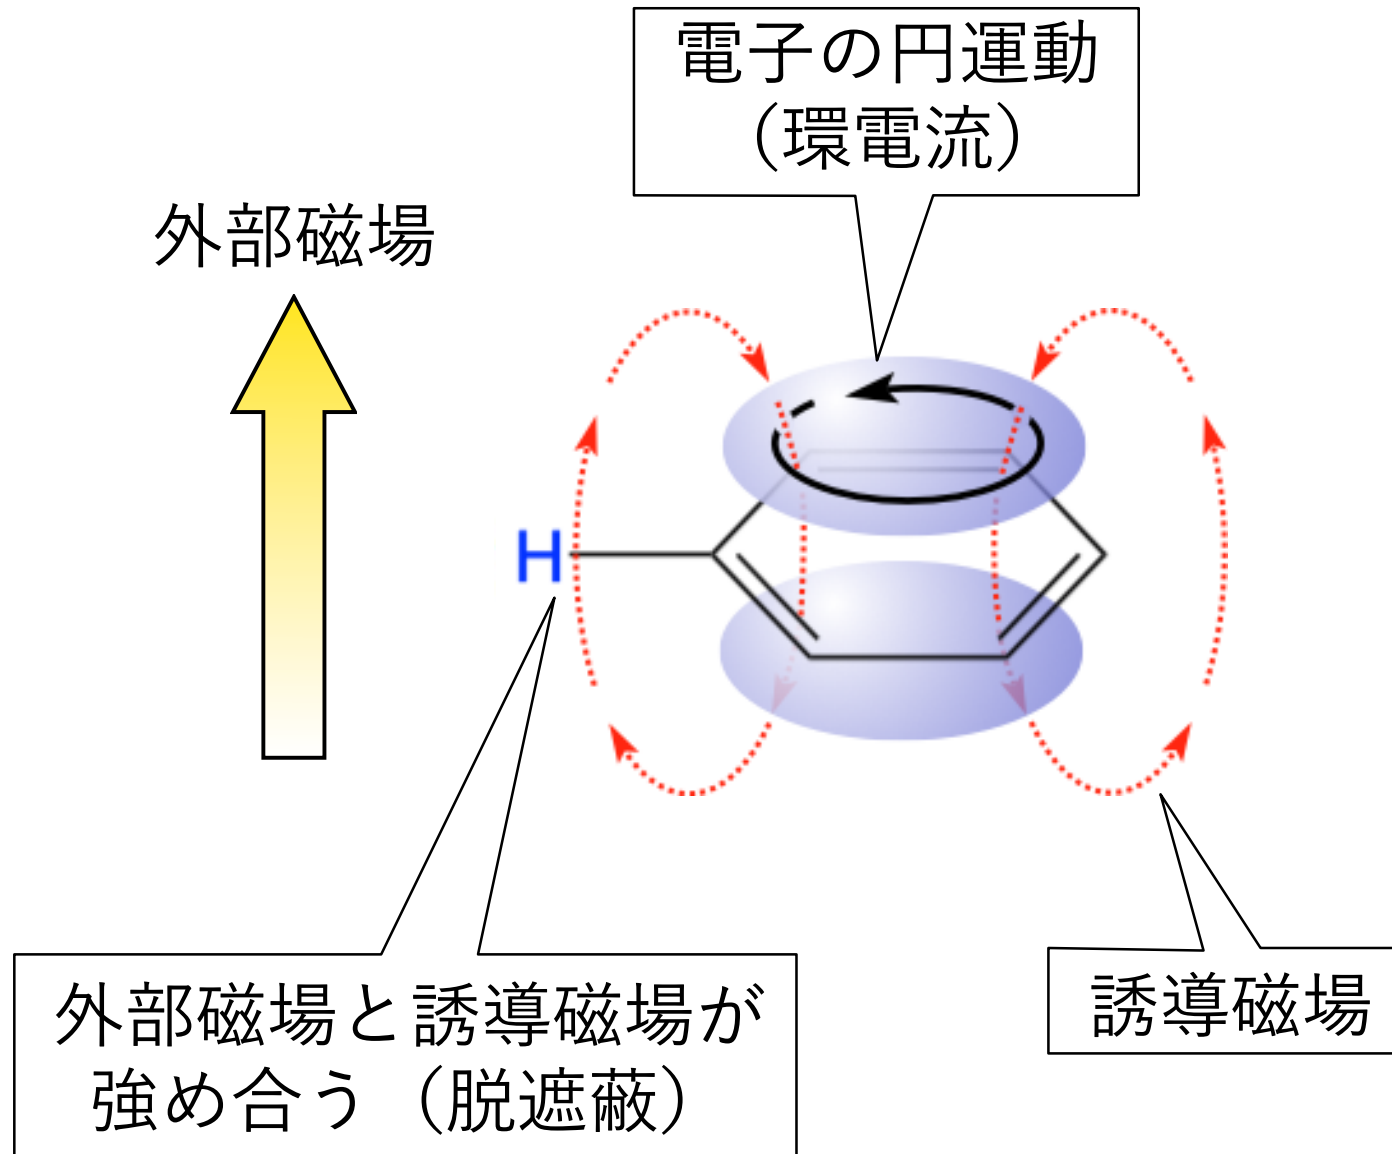 電子の円運動
（環電流）
外部磁場
H
外部磁場と誘導磁場が
強め合う（脱遮蔽）
誘導磁場